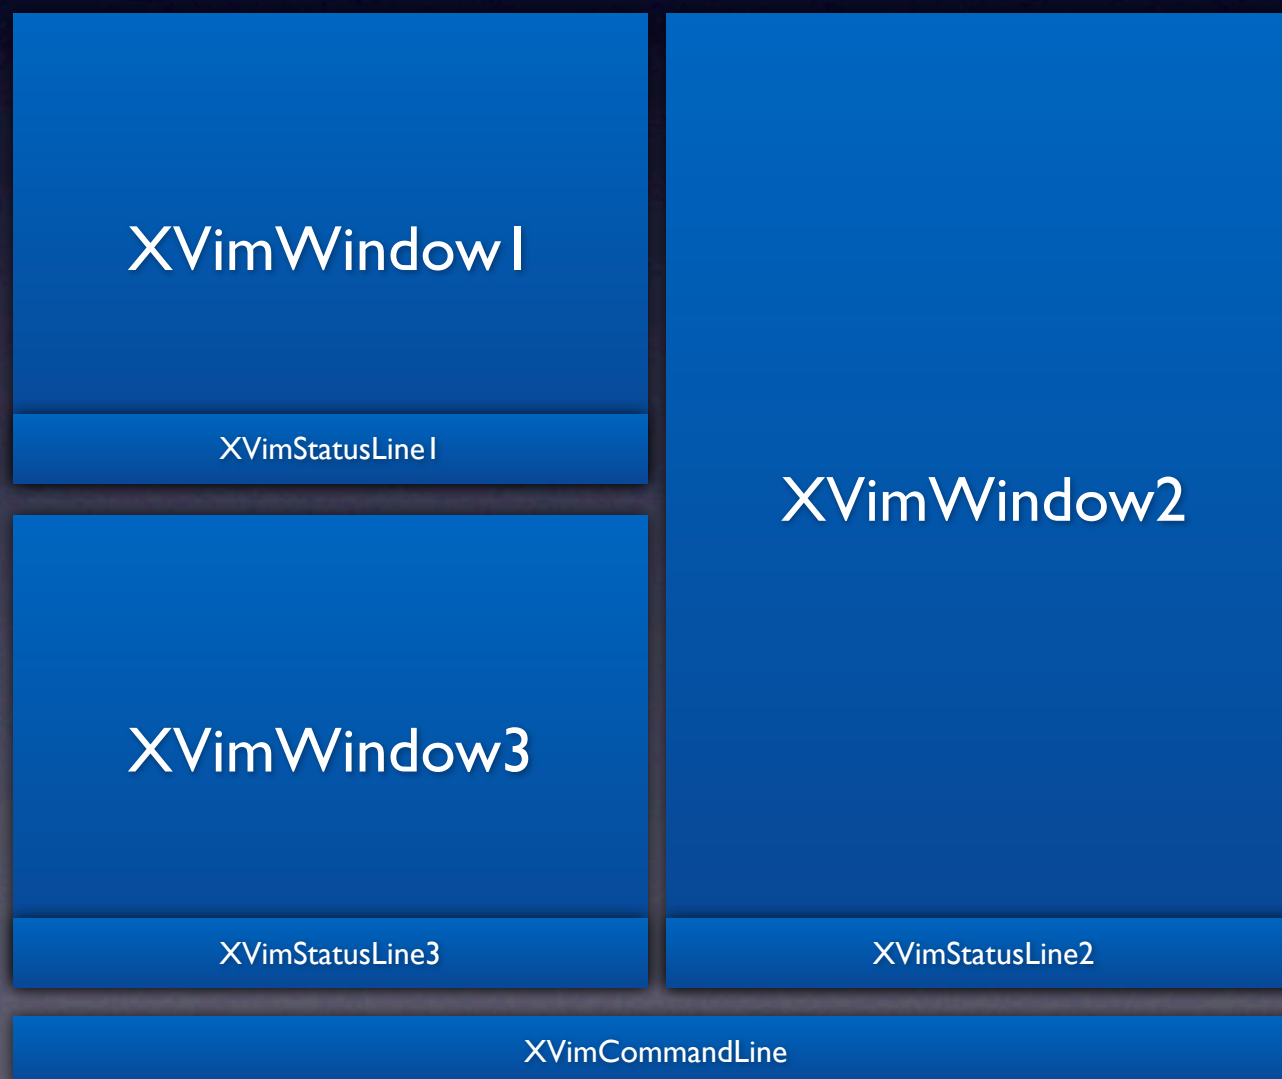 XVimWindow1
XVimStatusLine1
XVimWindow2
XVimWindow3
XVimStatusLine3
XVimStatusLine2
XVimCommandLine